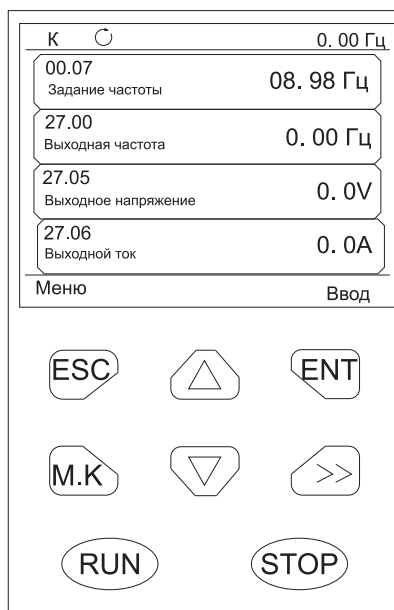 К 0. 00 Гц
00.07
Задание частоты 08. 98 Гц
27.00
Выходная частота 0. 00 Гц
27.05
Выходное напряжение 0. 0V
27.06
Выходной ток 0. 0A
Меню Ввод
ESC ENT
M.K >>
RUN STOP